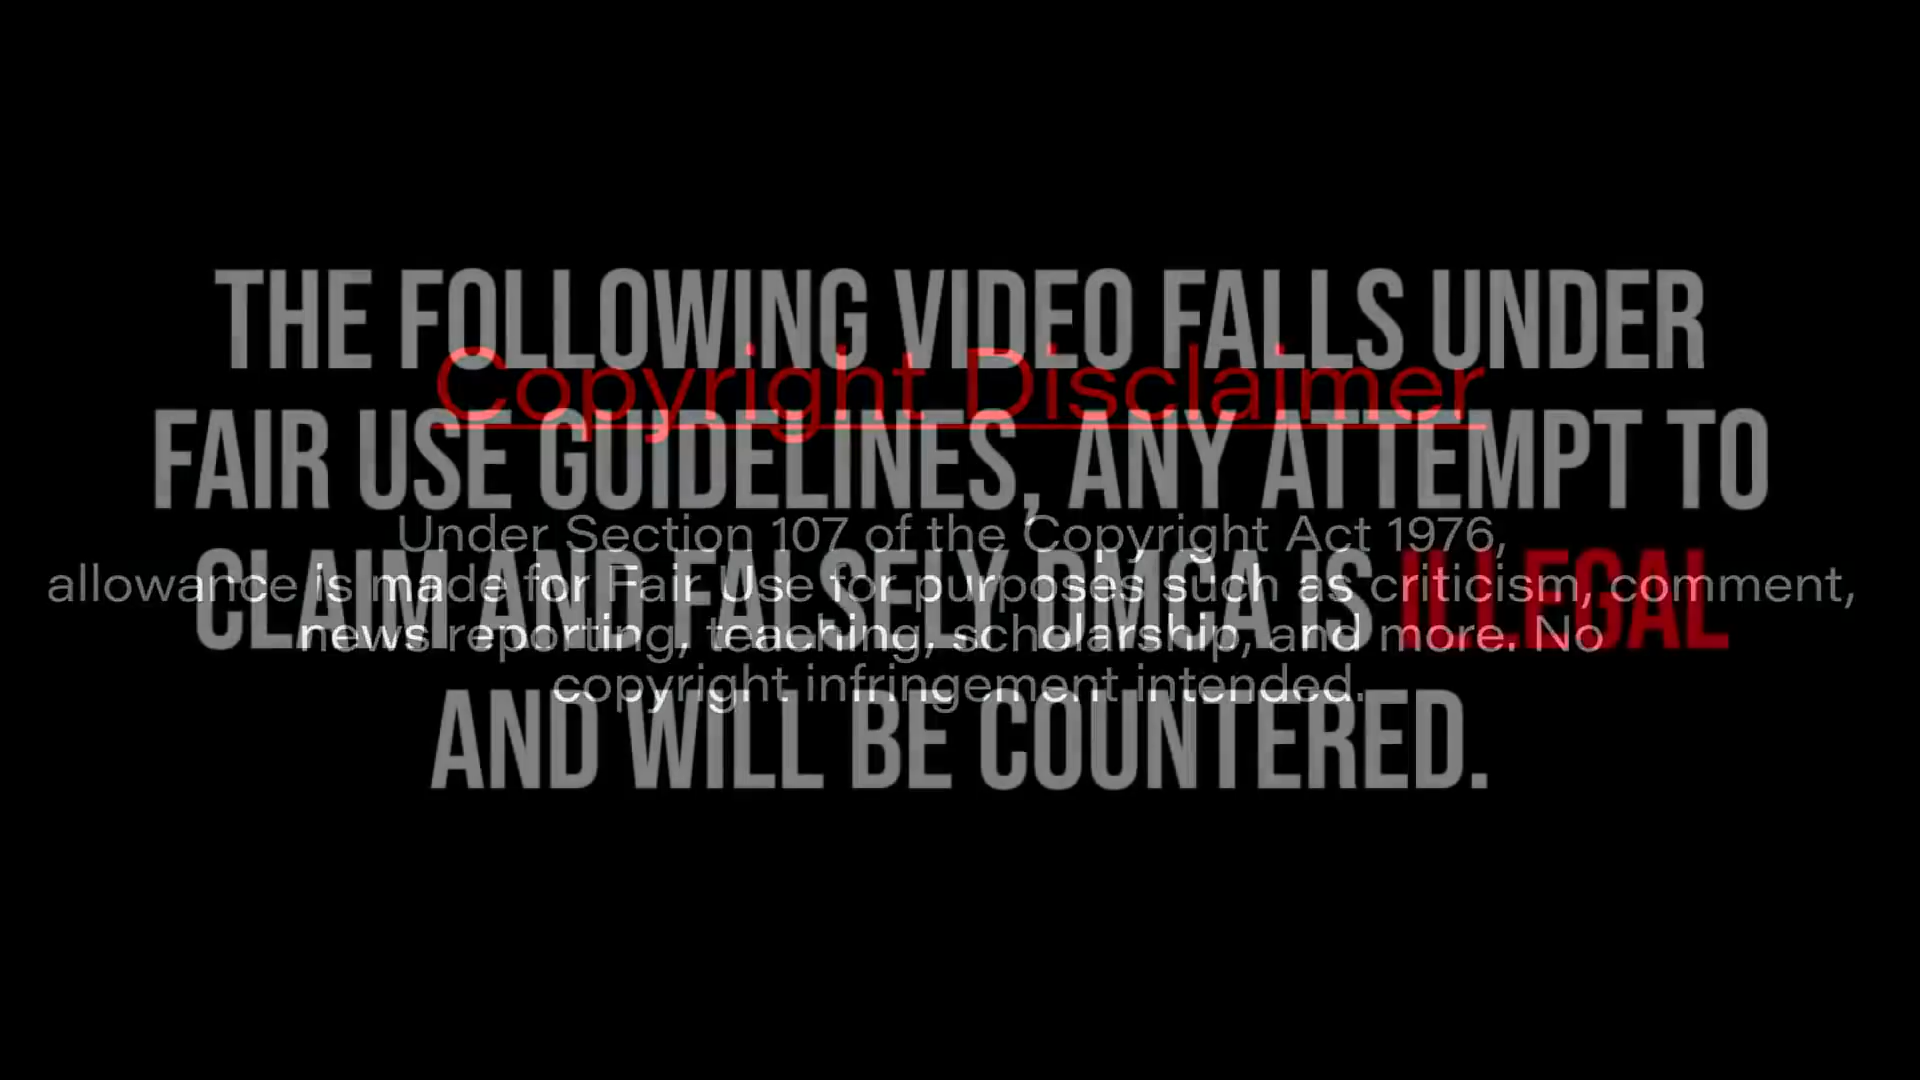 THE FOLLOWING VIDEO FALLS UNDER
FAIR USE GUIDELINES, ANY ATTEMPT TO
CLAIM AND FALSELY DMCA IS ILLEGAL
AND WILL BE COUNTERED.
Copyright Disclaimer
Under Section 107 of the Copyright Act 1976,
allowance is made for Fair Use for purposes such as criticism, comment,
news reporting, teaching, scholarship, and more. No
copyright infringement intended.